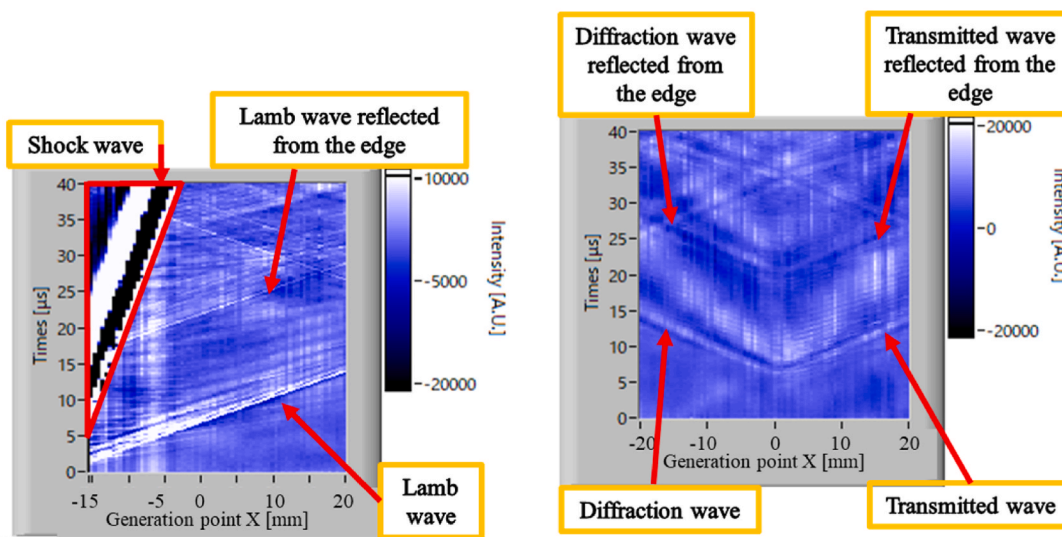 Shock wave
Lamb wave reflected
from the edge
40
35
30
25
20
15
10
5
0
Times [µs]
-15
-5
0
10
20
Generation point X [mm]
10000
-5000
-20000
Intensity [A.U.]
Lamb
wave
Diffraction wave
reflected from
the edge
Transmitted wave
reflected from the
edge
40
35
30
25
20
15
10
5
0
Times [µs]
-20
-10
0
10
20
Generation point X [mm]
20000
-0
-20000
Intensity [A.U.]
Diffraction wave
Transmitted wave